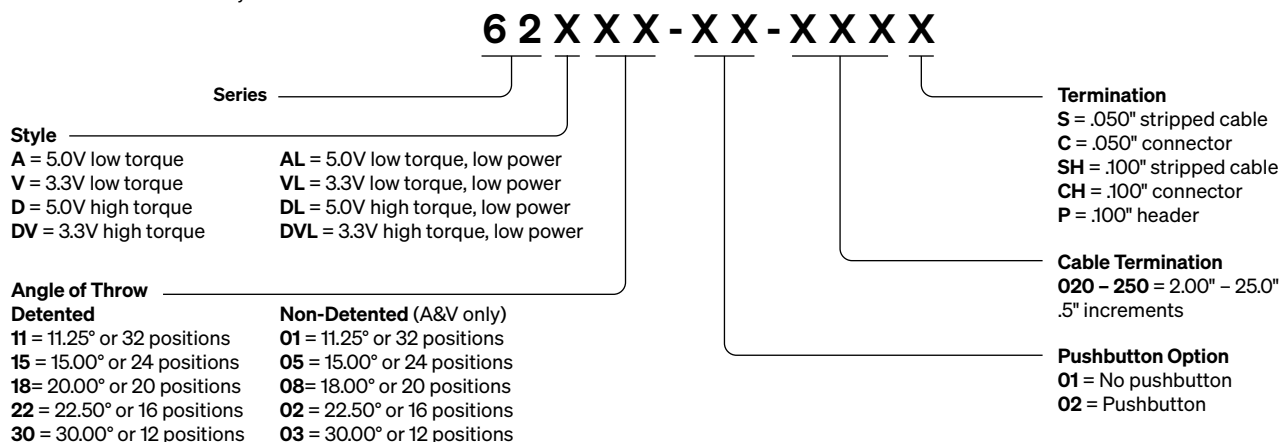 6 2 X X X - X X - X X X X
Series
Style
A = 5.0V low torque
V = 3.3V low torque
D = 5.0V high torque
DV = 3.3V high torque
AL = 5.0V low torque, low power
VL = 3.3V low torque, low power
DL = 5.0V high torque, low power
DVL = 3.3V high torque, low power
Angle of Throw
Detented
11 = 11.25° or 32 positions
15 = 15.00° or 24 positions
18= 20.00° or 20 positions
22 = 22.50° or 16 positions
30 = 30.00° or 12 positions
Non-Detented (A&V only)
01 = 11.25° or 32 positions
05 = 15.00° or 24 positions
08= 18.00° or 20 positions
02 = 22.50° or 16 positions
03 = 30.00° or 12 positions
Termination
S = .050" stripped cable
C = .050" connector
SH = .100" stripped cable
CH = .100" connector
P = .100" header
Cable Termination
020 – 250 = 2.00" – 25.0"
.5" increments
Pushbutton Option
01 = No pushbutton
02 = Pushbutton